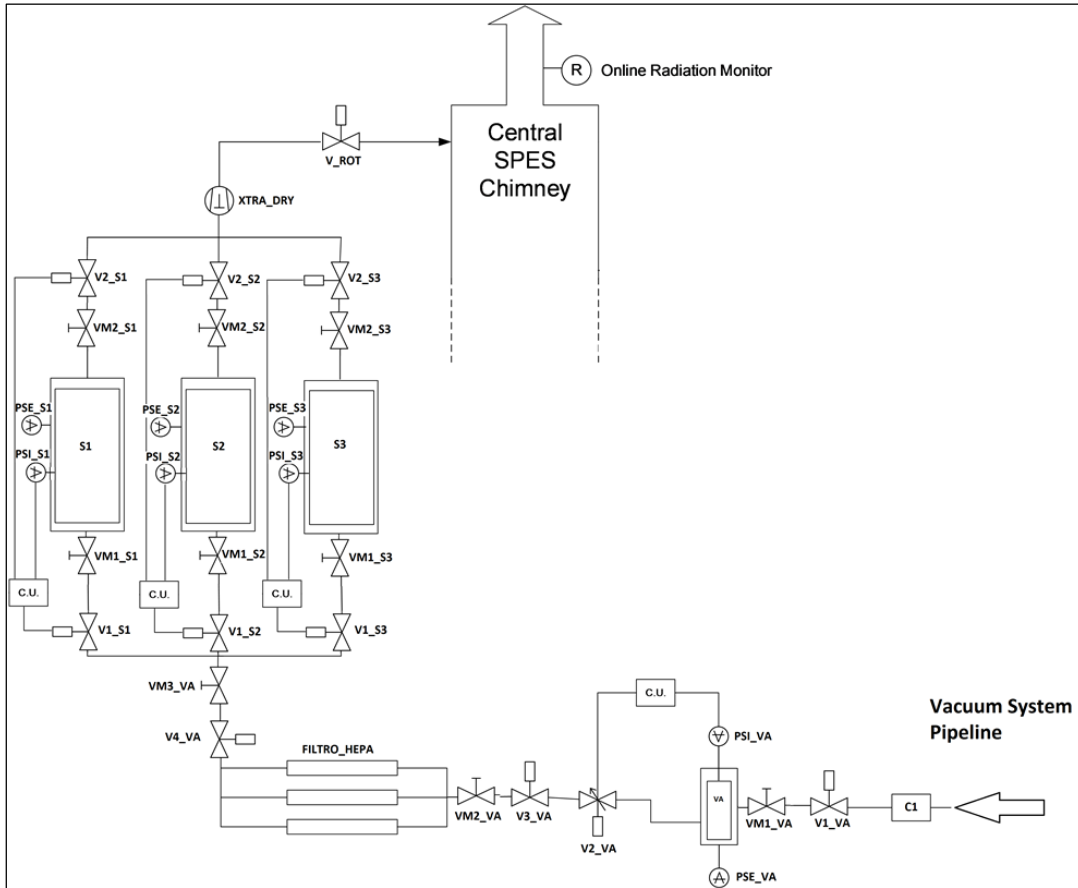 R
Online Radiation Monitor
Central
SPES
Chimney
V_ROT
XTRA_DRY
V2_S1
V2_S2
V2_S3
VM2_S1
VM2_S2
VM2_S3
PSE_S1
PSE_S2
PSE_S3
S1
S2
S3
PSI_S1
PSI_S2
PSI_S3
VM1_S1
VM1_S2
VM1_S3
C.U.
C.U.
C.U.
V1_S1
V1_S2
V1_S3
VM3_VA
C.U.
Vacuum System
Pipeline
V4_VA
PSI_VA
FILTRO_HEPA
VA
C1
VM2_VA
V3_VA
VM1_VA
V1_VA
V2_VA
PSE_VA